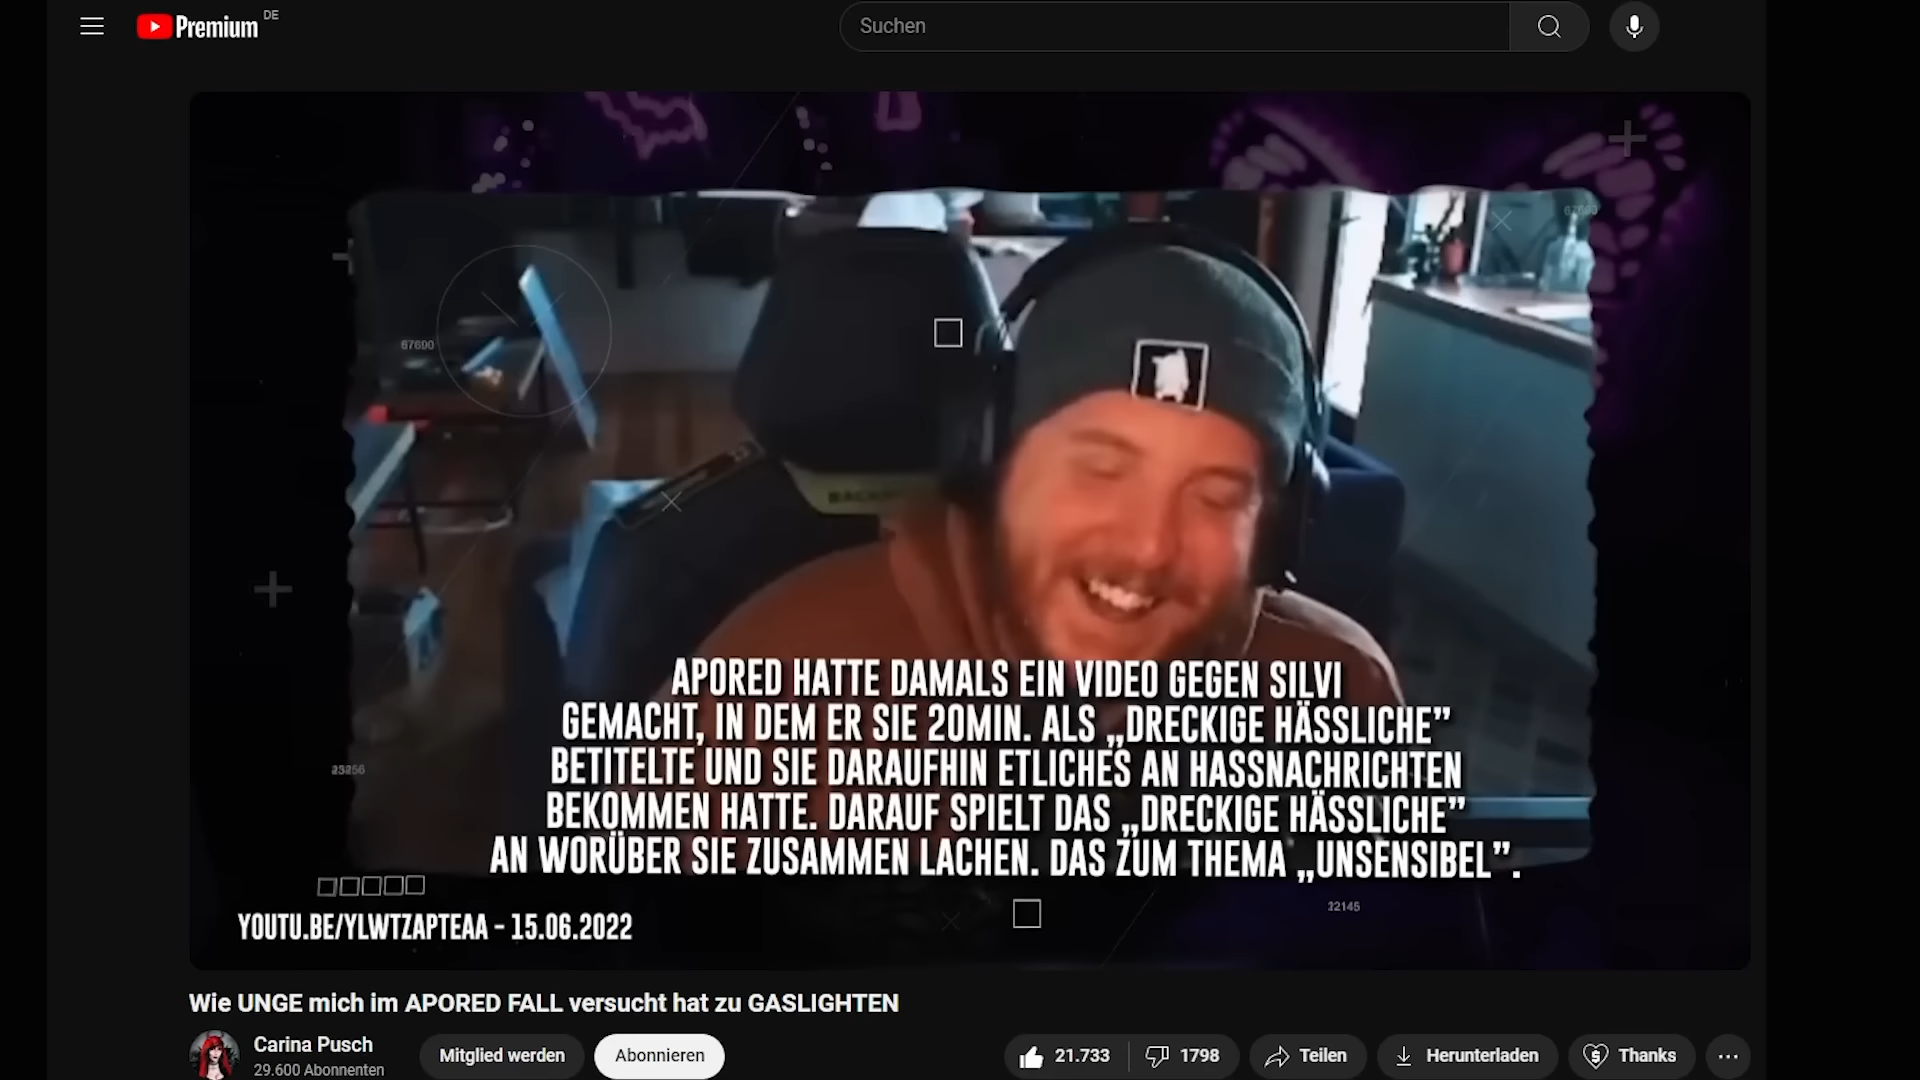 Premium DE
Suchen
67690
67690
BACKFO
APORED HATTE DAMALS EIN VIDEO GEGEN SILVI
GEMACHT, IN DEM ER SIE 20MIN. ALS „DRECKIGE HÄSSLICHE”
BETITELTE UND SIE DARAUFHIN ETLICHES AN HASSNACHRICHTEN
BEKOMMEN HATTE. DARAUF SPIELT DAS „DRECKIGE HÄSSLICHE”
AN WORÜBER SIE ZUSAMMEN LACHEN. DAS ZUM THEMA „UNSENSIBEL”.
YOUTU.BE/YLWTZAPTEAA - 15.06.2022
Wie UNGE mich im APORED FALL versucht hat zu GASLIGHTEN
Carina Pusch
29.600 Abonnenten
Mitglied werden
Abonnieren
21.733
1798
Teilen
Herunterladen
Thanks